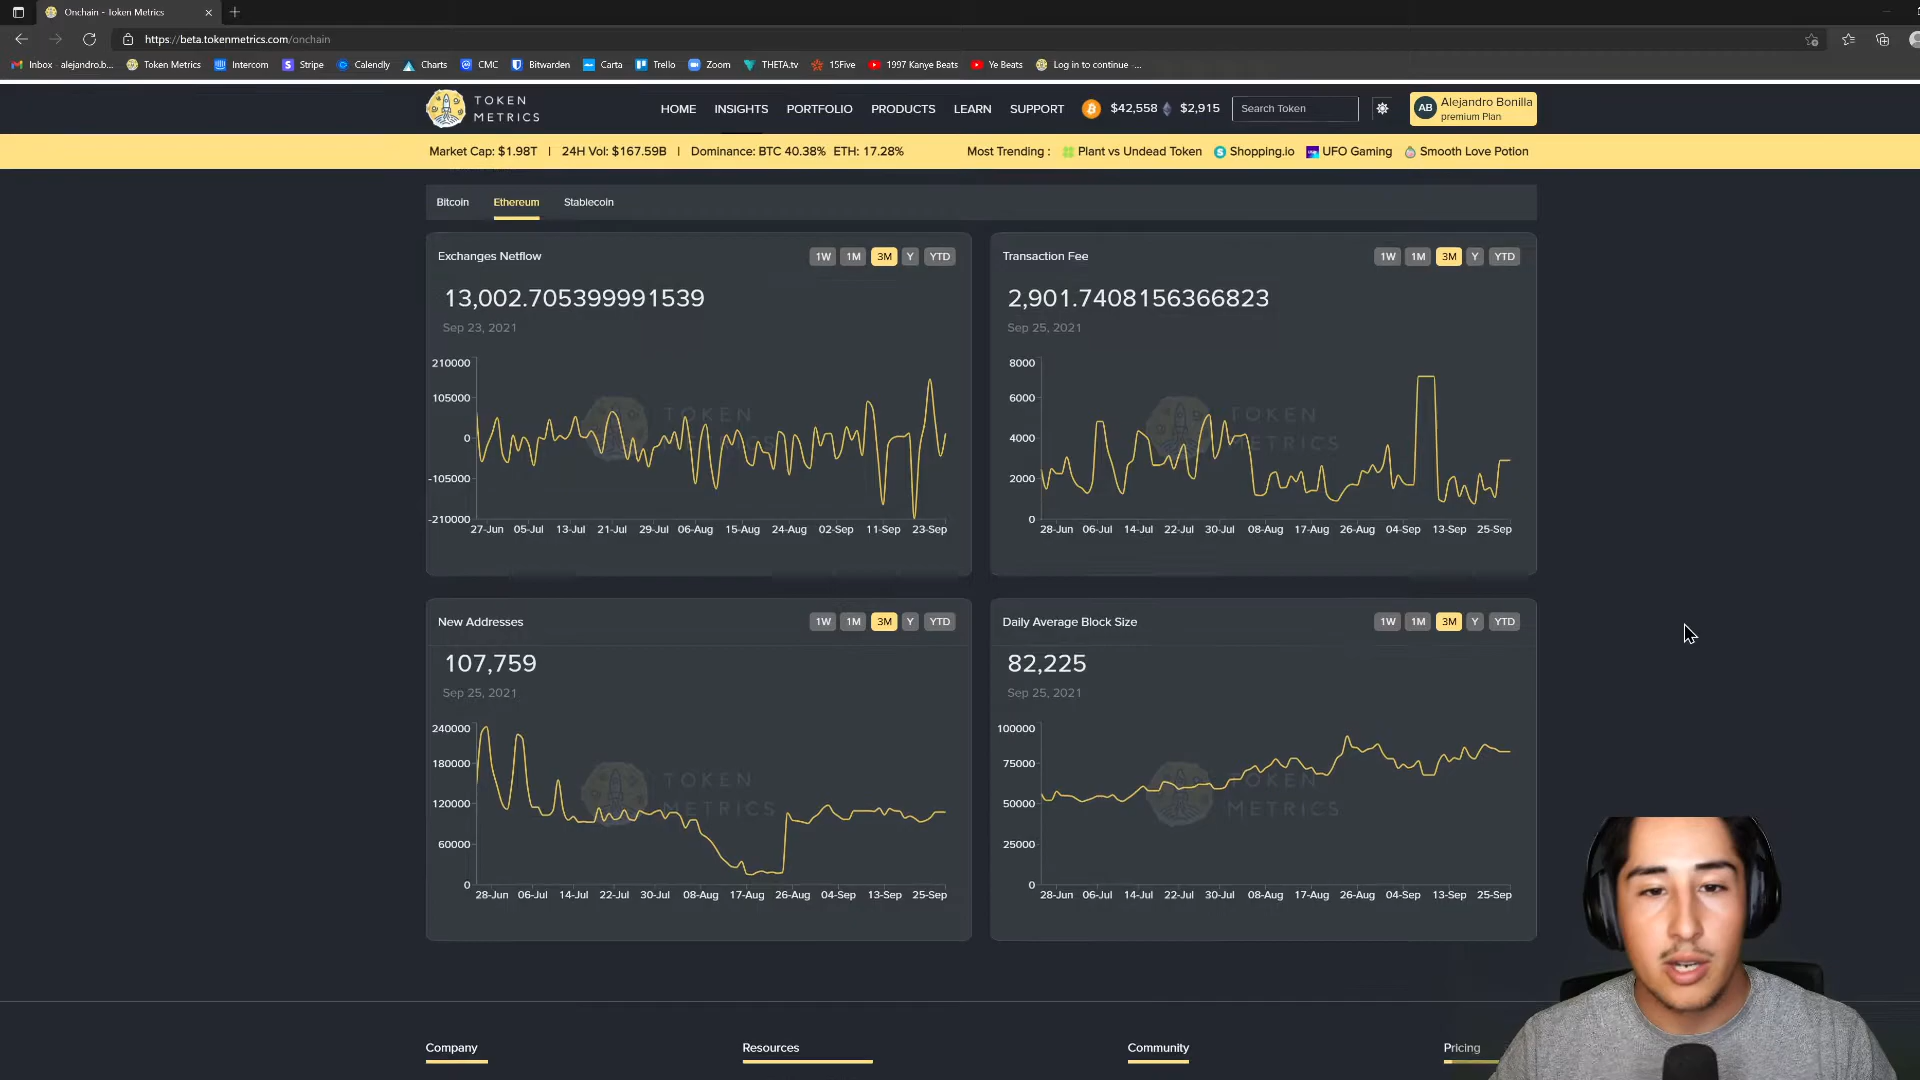 Onchain - Token Metrics
https://beta.tokenmetrics.com/onchain
Inbox - alejandro.b... Token Metrics Intercom Stripe Calendly Charts CMC Bitwarden Carta Trello Zoom THETA.tv 15Five 1997 Kanye Beats Ye Beats Log in to continue -...
TOKEN METRICS HOME INSIGHTS PORTFOLIO PRODUCTS LEARN SUPPORT $42,558 $2,915 Search Token AB Alejandro Bonilla
premium Plan
Market Cap: $1.98T | 24H Vol: $167.59B | Dominance: BTC 40.38% ETH: 17.28% Most Trending : Plant vs Undead Token Shopping.io UFO Gaming Smooth Love Potion
Bitcoin Ethereum Stablecoin
Exchanges Netflow 1W 1M 3M Y YTD
13,002.705399991539
Sep 23, 2021
210000
105000
0
-105000
-210000
TOKEN
METRICS
27-Jun 05-Jul 13-Jul 21-Jul 29-Jul 06-Aug 15-Aug 24-Aug 02-Sep 11-Sep 23-Sep
Transaction Fee 1W 1M 3M Y YTD
2,901.7408156366823
Sep 25, 2021
8000
6000
4000
2000
0
TOKEN
METRICS
28-Jun 06-Jul 14-Jul 22-Jul 30-Jul 08-Aug 17-Aug 26-Aug 04-Sep 13-Sep 25-Sep
New Addresses 1W 1M 3M Y YTD
107,759
Sep 25, 2021
240000
180000
120000
60000
0
TOKEN
METRICS
28-Jun 06-Jul 14-Jul 22-Jul 30-Jul 08-Aug 17-Aug 26-Aug 04-Sep 13-Sep 25-Sep
Daily Average Block Size 1W 1M 3M Y YTD
82,225
Sep 25, 2021
100000
75000
50000
25000
0
TOKEN
METRICS
28-Jun 06-Jul 14-Jul 22-Jul 30-Jul 08-Aug 17-Aug 26-Aug 04-Sep 13-Sep 25-Sep
Company Resources Community Pricing